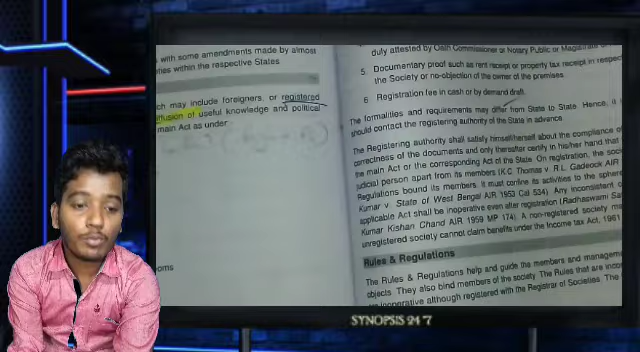 with some amendments made by almost
ties within the respective States
ch may include foreigners, or registered
iffusion of useful knowledge and political
main Act as under
oms
duly attested by Oath Commissioner or Notary Public or Magistrate
5. Documentary proof such as rent receipt or property tax receipt in respect
the Society or no-objection of the owner of the premises
6 Registration fee in cash or by demand draft.
The formalities and requirements may differ from State to State Hence, it i
should contact the registering authority of the State in advance
The Registering authority shall satisfy himself/herself about the compliance o
correctness of the documents and only thereafter certify in his/her hand that
the main Act or the corresponding Act of the State. On registration, the soci
judicial person apart from its members (K.C. Thomas v. R.L. Gadeock AIR
Regulations bound its members. It must confine its activities to the sphere
Kumar v State of West Bengal AIR 1953 Cal 534). Any inconsistent
applicable Act shall be inoperative even after registration (Radhaswami Sat
Kumar Kishan Chand AIR 1959 MP 174). A non-registered society ma
unregistered society cannot claim benefits under the Income tax Act, 1961
Rules & Regulations
The Rules & Regulations help and guide the members and managem
objects. They also bind members of the society. The Rules that are incon
inoperative although registered with the Registrar of Societies. The
SYNOPSIS 24 7